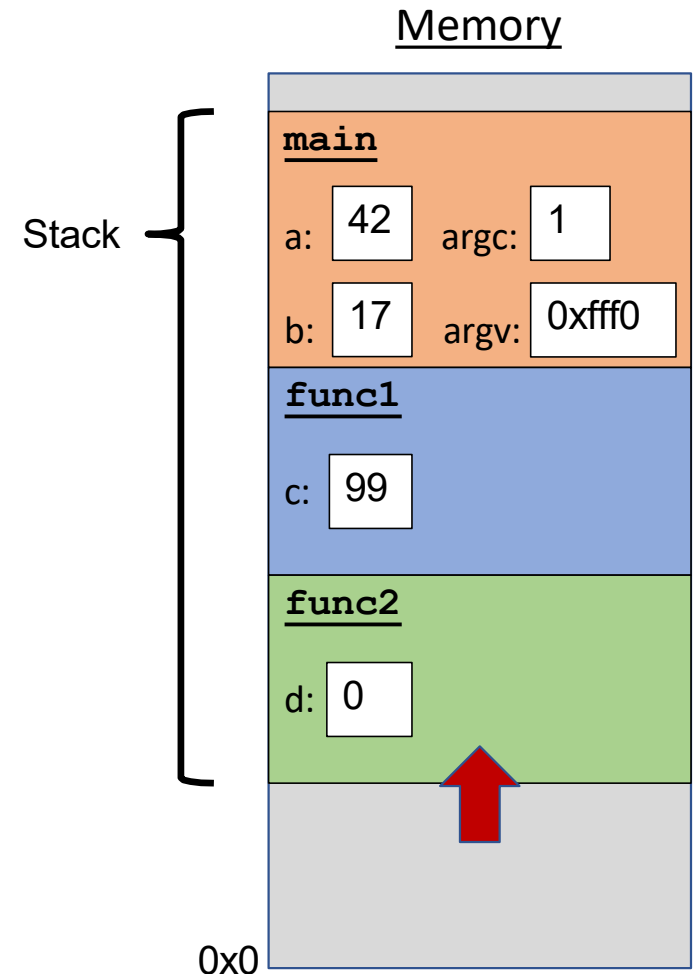 Memory
main
Stack
a: 42 argc: 1
b: 17 argv: 0xfff0
func1
c: 99
func2
d: 0
0x0